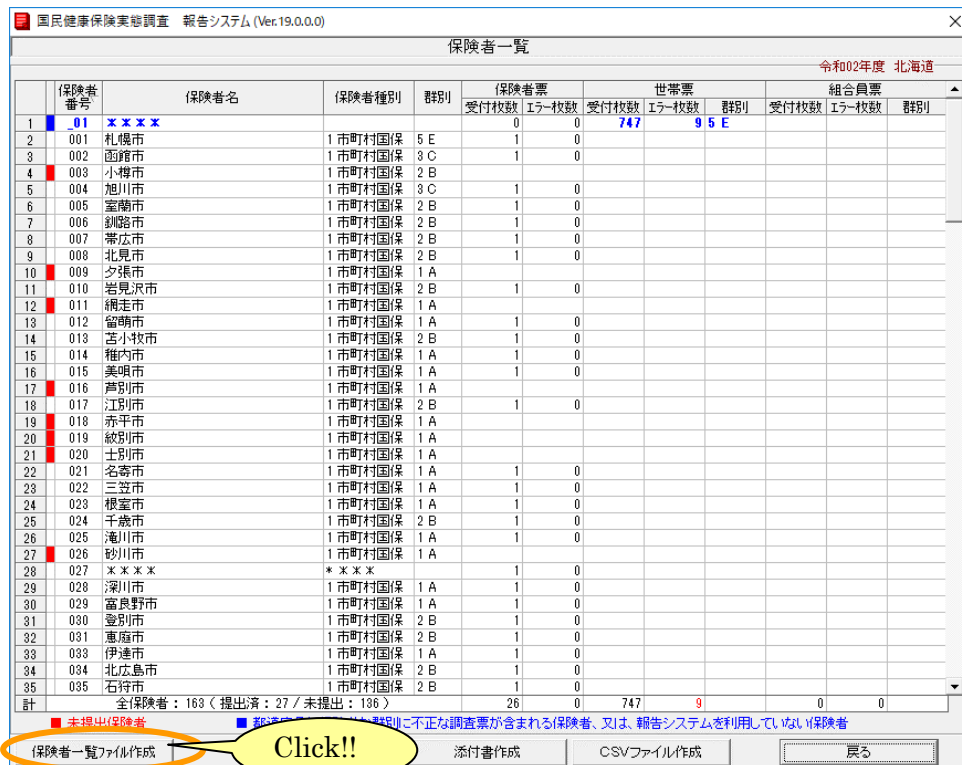 国民健康保険実態調査　報告システム (Ver.19.0.0.0)
保険者一覧
令和02年度 北海道
保険者番号 保険者名 保険者種別 群別 保険者票 世帯票 組合員票
受付枚数 エラー枚数 受付枚数 エラー枚数 群別 受付枚数 エラー枚数 群別
1 _01 ＊＊＊＊ 0 0 747 9 5 E
2 001 札幌市 1 市町村国保 5 E 1 0
3 002 函館市 1 市町村国保 3 C 1 0
4 003 小樽市 1 市町村国保 2 B
5 004 旭川市 1 市町村国保 3 C 1 0
6 005 室蘭市 1 市町村国保 2 B 1 0
7 006 釧路市 1 市町村国保 2 B 1 0
8 007 帯広市 1 市町村国保 2 B 1 0
9 008 北見市 1 市町村国保 2 B 1 0
10 009 夕張市 1 市町村国保 1 A
11 010 岩見沢市 1 市町村国保 2 B 1 0
12 011 網走市 1 市町村国保 1 A
13 012 留萌市 1 市町村国保 1 A 1 0
14 013 苫小牧市 1 市町村国保 2 B 1 0
15 014 稚内市 1 市町村国保 1 A 1 0
16 015 美唄市 1 市町村国保 1 A 1 0
17 016 芦別市 1 市町村国保 1 A
18 017 江別市 1 市町村国保 2 B 1 0
19 018 赤平市 1 市町村国保 1 A
20 019 紋別市 1 市町村国保 1 A
21 020 士別市 1 市町村国保 1 A
22 021 名寄市 1 市町村国保 1 A 1 0
23 022 三笠市 1 市町村国保 1 A 1 0
24 023 根室市 1 市町村国保 1 A 1 0
25 024 千歳市 1 市町村国保 2 B 1 0
26 025 滝川市 1 市町村国保 1 A 1 0
27 026 砂川市 1 市町村国保 1 A
28 027 ＊＊＊＊ ＊＊＊＊ 1 0
29 028 深川市 1 市町村国保 1 A 1 0
30 029 富良野市 1 市町村国保 1 A 1 0
31 030 登別市 1 市町村国保 2 B 1 0
32 031 恵庭市 1 市町村国保 2 B 1 0
33 033 伊達市 1 市町村国保 1 A 1 0
34 034 北広島市 1 市町村国保 2 B 1 0
35 035 石狩市 1 市町村国保 2 B 1 0
計 全保険者：163 ( 提出済：27 / 未提出：136 ) 26 0 747 9 0 0
■ 未提出保険者 ■ 都道 群別に不正な調査票が含まれる保険者、又は、報告システムを利用していない保険者
保険者一覧ファイル作成 Click!! 添付書作成 CSVファイル作成 戻る